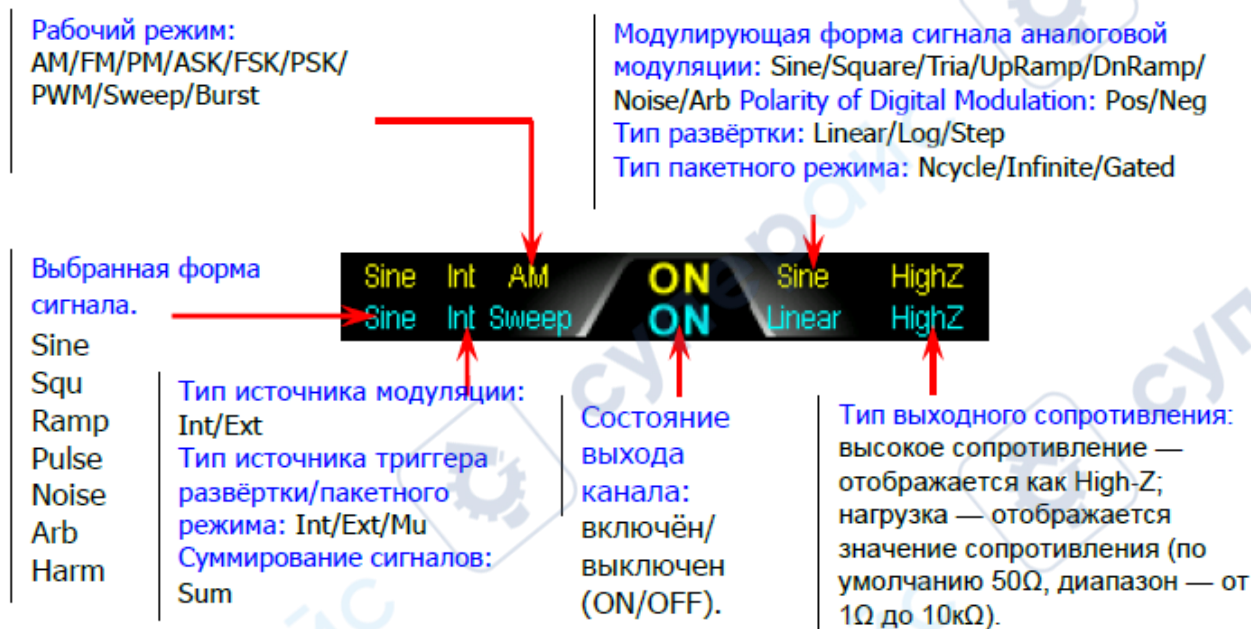 Рабочий режим:
AM/FM/PM/ASK/FSK/PSK/
PWM/Sweep/Burst
Модулирующая форма сигнала аналоговой
модуляции: Sine/Square/Tria/UpRamp/DnRamp/
Noise/Arb Polarity of Digital Modulation: Pos/Neg
Тип развёртки: Linear/Log/Step
Тип пакетного режима: Ncycle/Infinite/Gated
Выбранная форма
сигнала.
Sine
Squ
Ramp
Pulse
Noise
Arb
Harm
Sine Int AM ON Sine HighZ
Sine Int Sweep ON Linear HighZ
Тип источника модуляции:
Int/Ext
Тип источника триггера
развёртки/пакетного
режима: Int/Ext/Mu
Суммирование сигналов:
Sum
Состояние
выхода
канала:
включён/
выключен
(ON/OFF).
Тип выходного сопротивления:
высокое сопротивление —
отображается как High-Z;
нагрузка — отображается
значение сопротивления (по
умолчанию 50Ω, диапазон — от
1Ω до 10кΩ).
суперайс